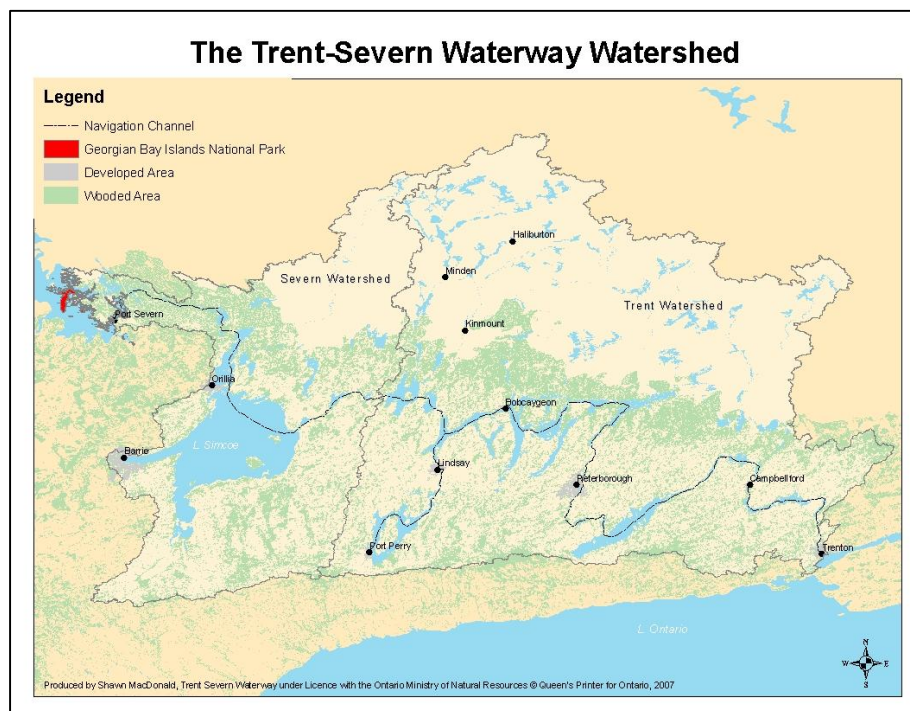 The Trent-Severn Waterway Watershed
Legend
Navigation Channel
Georgian Bay Islands National Park
Developed Area
Wooded Area
Haliburton
Minden
Severn Watershed
Trent Watershed
Port Severn
Kinmount
Orillia
Bobcaygeon
L. Simcoe
Barrie
Lindsay
Peterborough
Campbellford
Port Perry
Trenton
L. Ontario
N
W E
S
Produced by Shawn MacDonald, Trent Severn Waterway under Licence with the Ontario Ministry of Natural Resources © Queen's Printer for Ontario, 2007